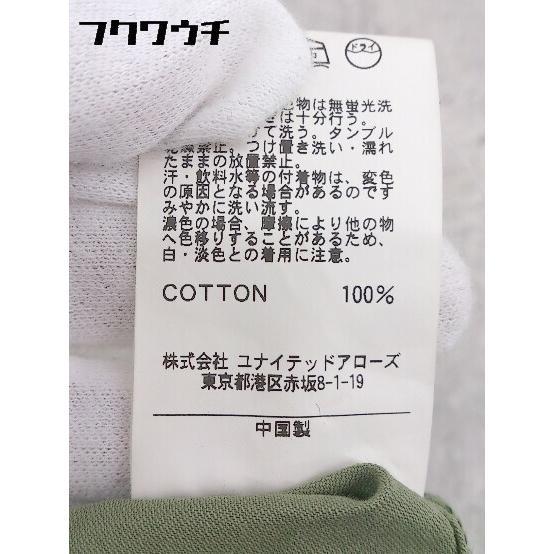 フクワウチ
ドライ
物は無蛍光洗
は十分行う。
て洗う。タンブル
禁止。つけ置き洗い・濡れ
たままの放置禁止。
汗・飲料水等の付着物は、変色
の原因となる場合があるのです
みやかに洗い流す。
濃色の場合、摩擦により他の物
へ色移りすることがあるため、
白・淡色との着用に注意。
COTTON 100%
株式会社 ユナイテッドアローズ
東京都港区赤坂8-1-19
中国製